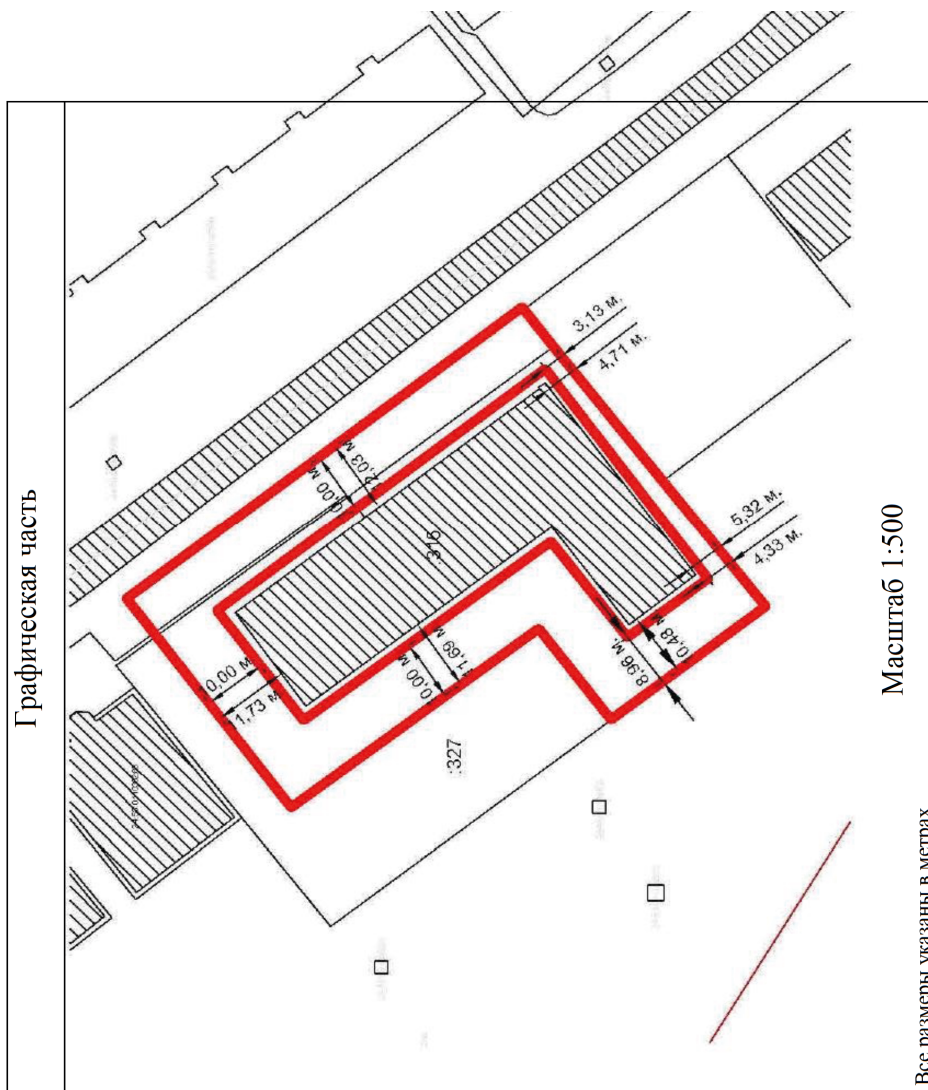 Графическая часть
3,13 м.
4,71 м.
0,00 м
2,03 м
:315
10,00 м.
1,73 м
0,00 м
1,69 м
5,32 м.
4,33 м.
0,48 м
8,96 м.
:327
Масштаб 1:500
Все размеры указаны в метрах